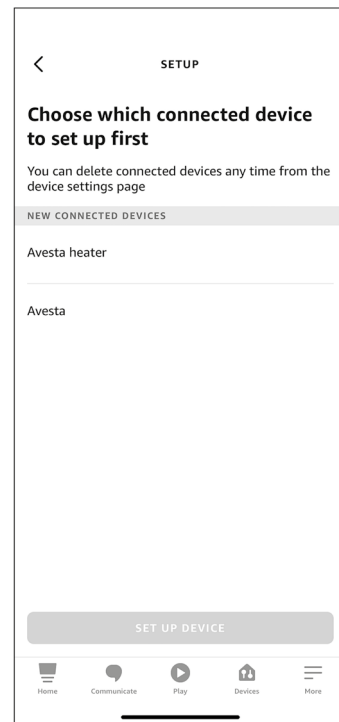 SETUP
Choose which connected device
to set up first
You can delete connected devices any time from the
device settings page
NEW CONNECTED DEVICES
Avesta heater
Avesta
SET UP DEVICE
Home Communicate Play Devices More